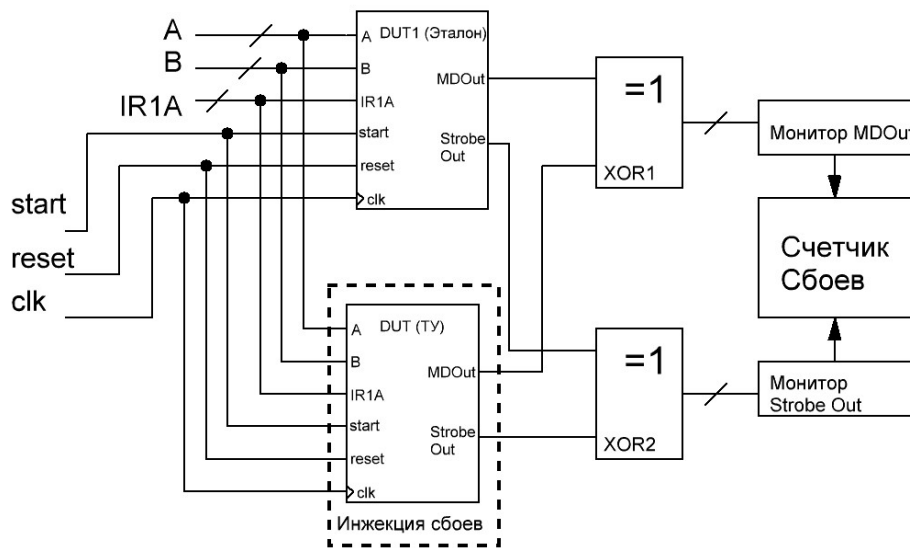 A
B
IR1A
start
reset
clk
DUT1 (Эталон)
A
B
IR1A
start
reset
clk
MDOut
Strobe
Out
=1
XOR1
Монитор MDOut
Счетчик
Сбоев
DUT (ТУ)
A
B
IR1A
start
reset
clk
MDOut
Strobe
Out
Инжекция сбоев
=1
XOR2
Монитор
Strobe Out